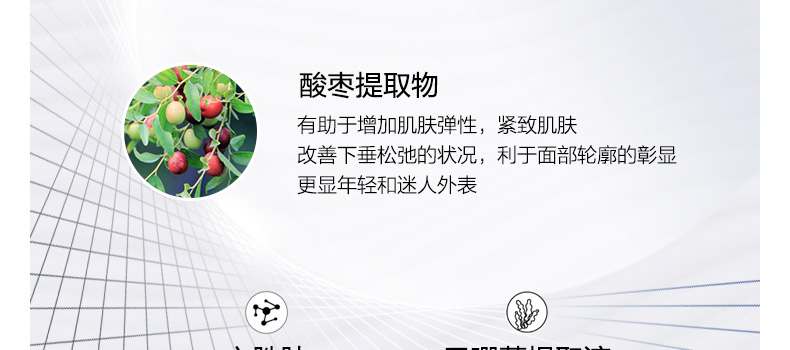 酸枣提取物
有助于增加肌肤弹性，紧致肌肤
改善下垂松弛的状况，利于面部轮廓的彰显
更显年轻和迷人外表